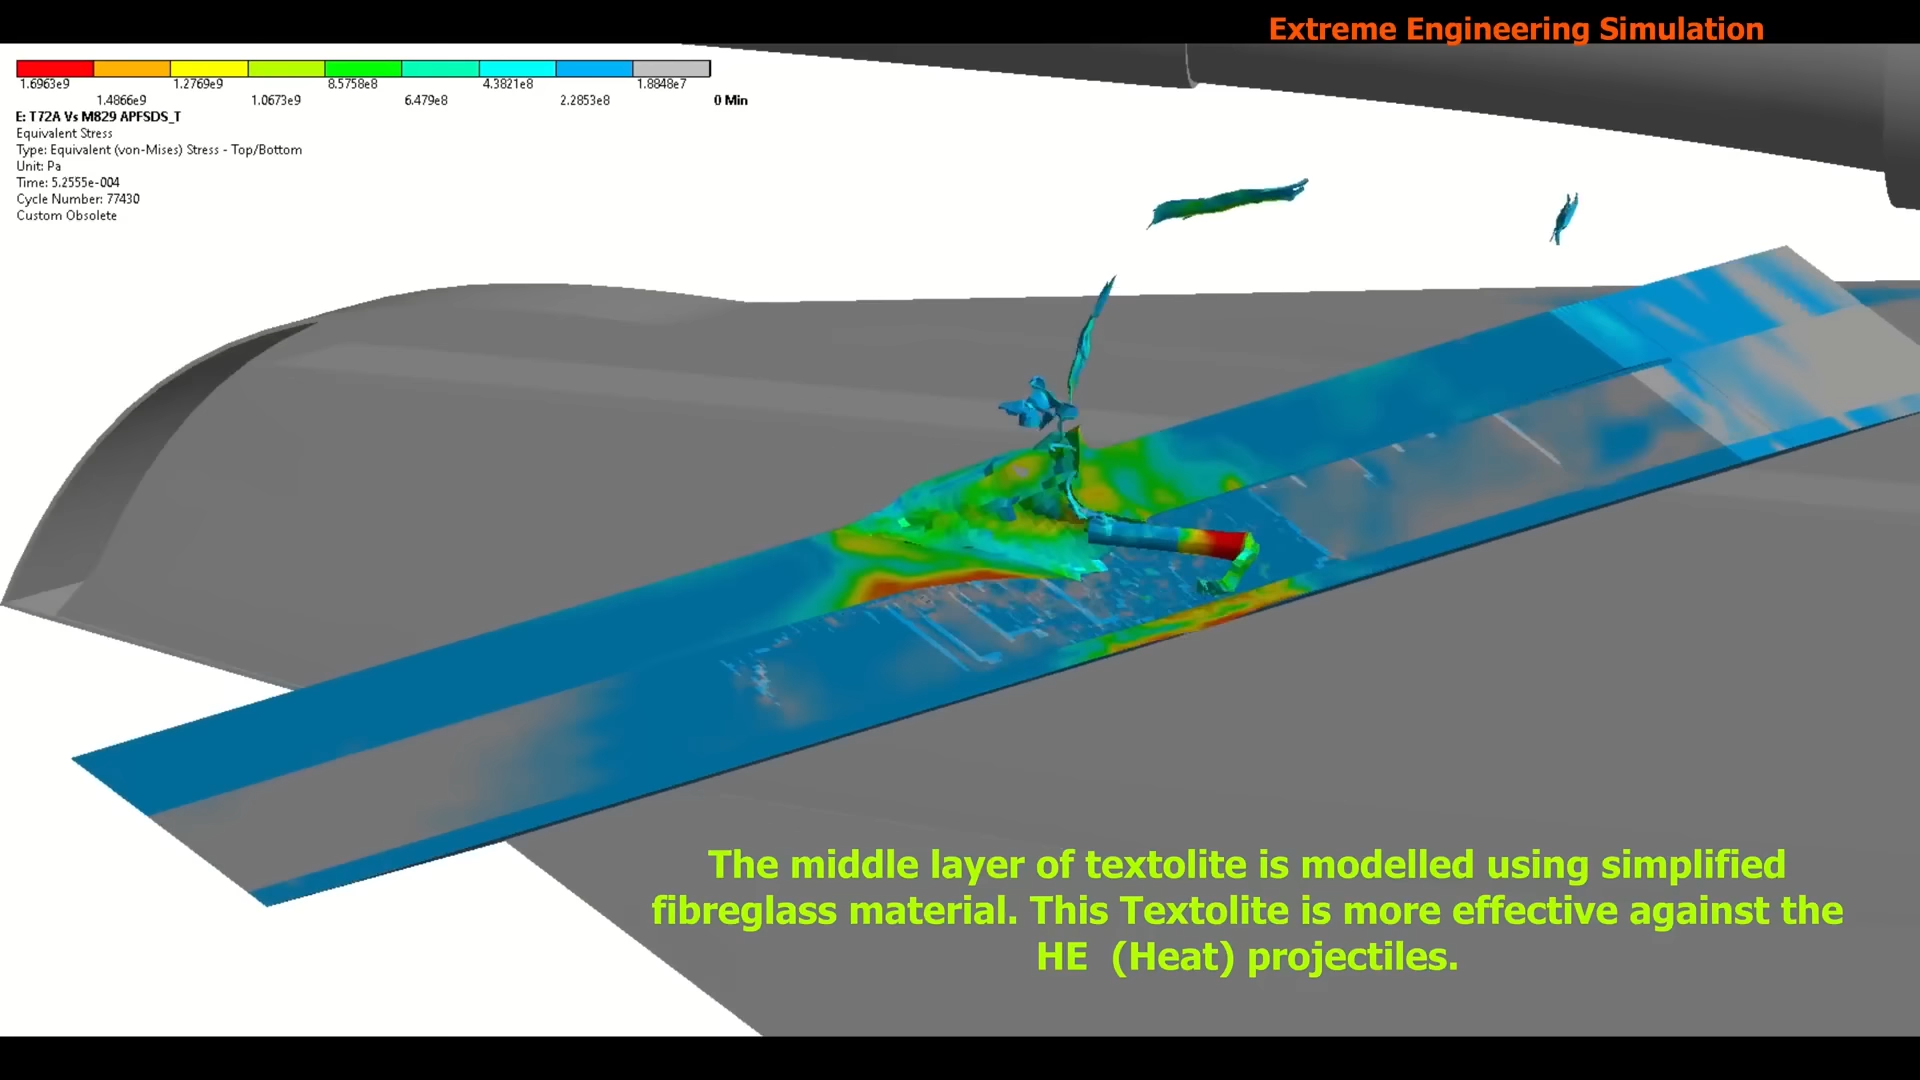 Extreme Engineering Simulation
1.6963e9 1.2769e9 8.5758e8 4.3821e8 1.8848e7
1.4866e9 1.0673e9 6.479e8 2.2853e8 0 Min
E: T72A Vs M829 APFSDS_T
Equivalent Stress
Type: Equivalent (von-Mises) Stress - Top/Bottom
Unit: Pa
Time: 5.2555e-004
Cycle Number: 77430
Custom Obsolete
The middle layer of textolite is modelled using simplified
fibreglass material. This Textolite is more effective against the
HE (Heat) projectiles.